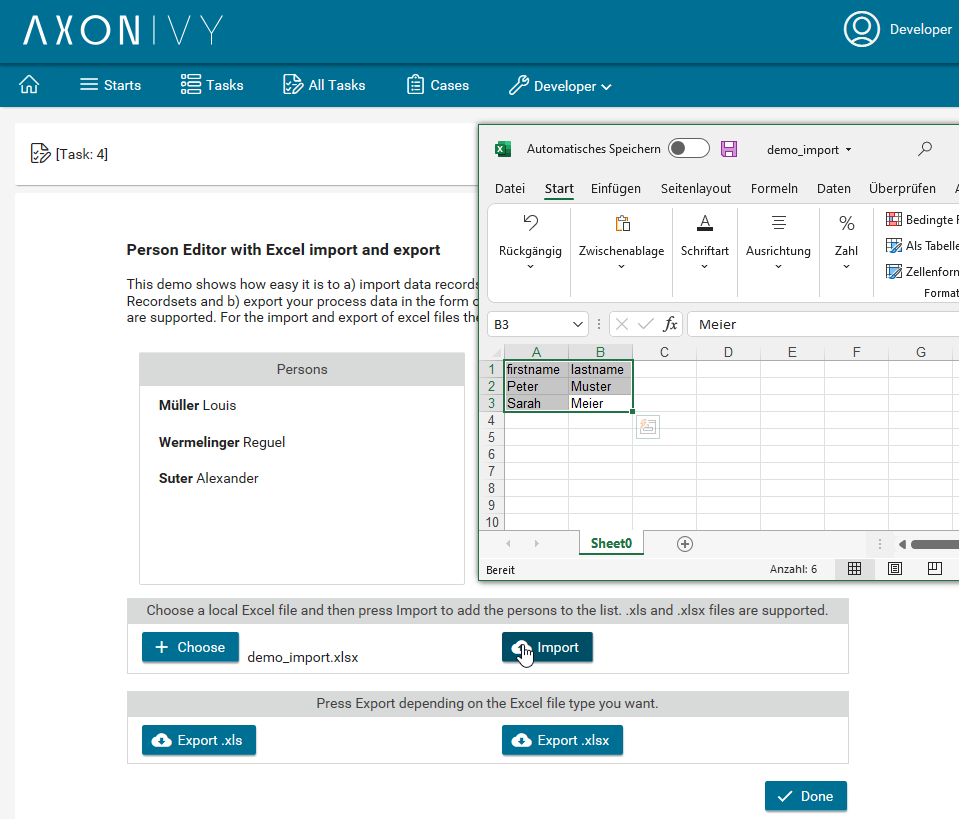 AXONIVY
Developer
Starts
Tasks
All Tasks
Cases
Developer
[Task: 4]
Person Editor with Excel import and export
This demo shows how easy it is to a) import data records
Recordsets and b) export your process data in the form
are supported. For the import and export of excel files the
Persons
Müller Louis
Wermelinger Reguel
Suter Alexander
Automatisches Speichern
demo_import
Datei Start Einfügen Seitenlayout Formeln Daten Überprüfen
Rückgängig
Zwischenablage
Schriftart
Ausrichtung
%
Zahl
Bedingte F
Als Tabelle
Zellenform
Format
B3
fx
Meier
A B C D E F G
1 firstname lastname
2 Peter Muster
3 Sarah Meier
4
5
6
7
8
9
10
Sheet0
Bereit
Anzahl: 6
Choose a local Excel file and then press Import to add the persons to the list. .xls and .xlsx files are supported.
Choose
demo_import.xlsx
Import
Press Export depending on the Excel file type you want.
Export .xls
Export .xlsx
Done